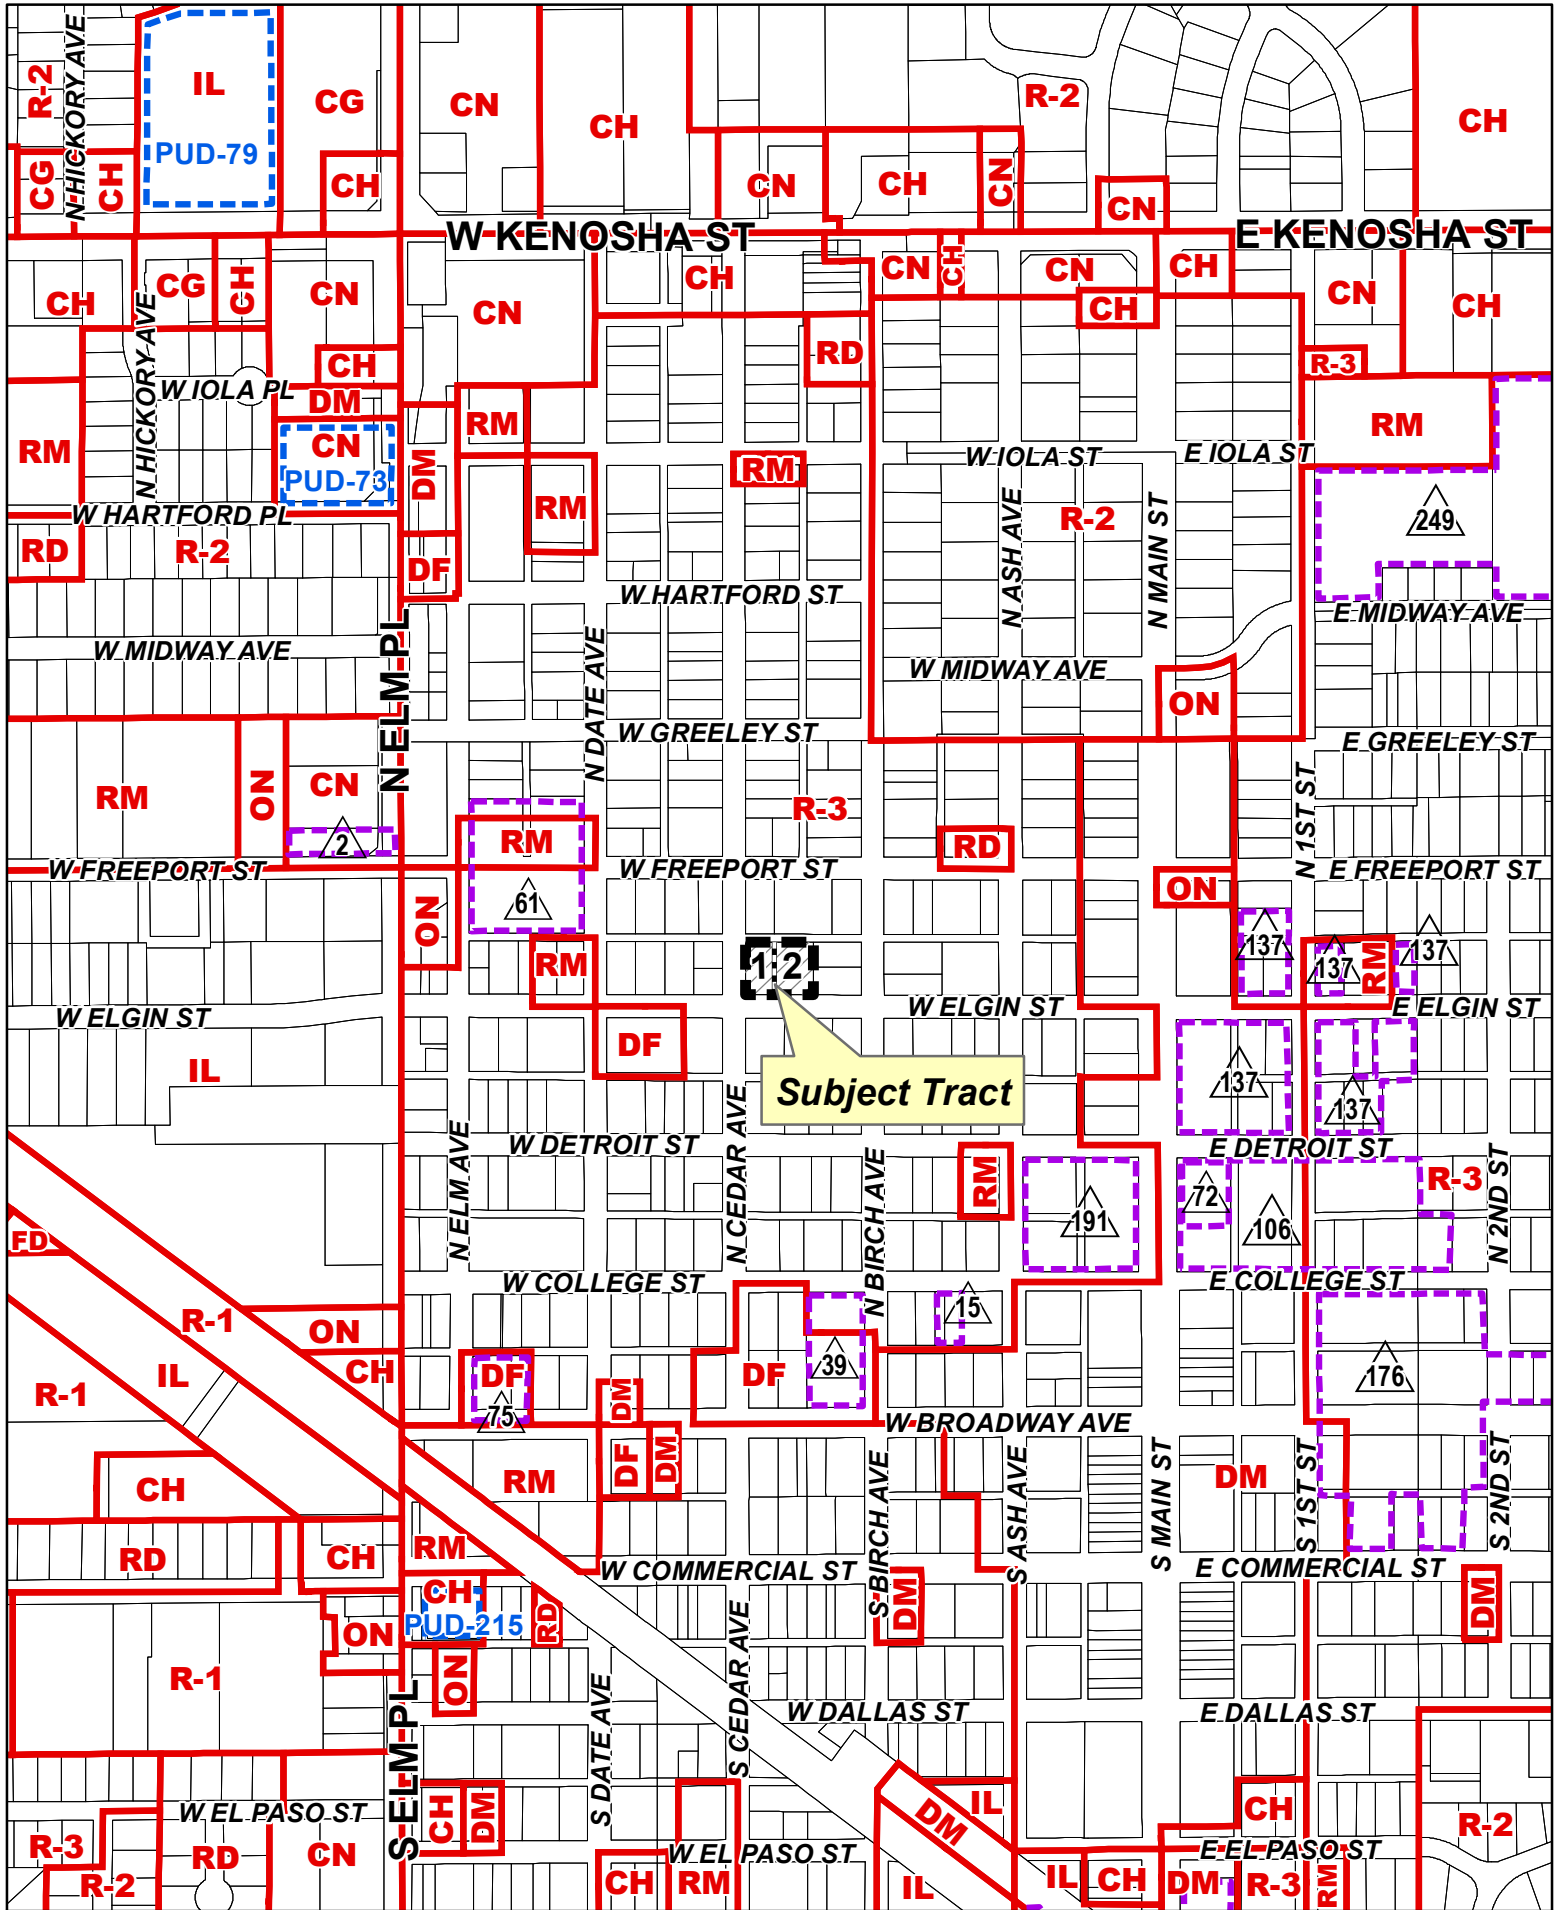 N HICKORY AVE
R-2
IL
CG
CN
CH
R-2
CH
PUD-79
CG
CH
CH
CN
CH
CN
CN
W KENOSHA ST
E KENOSHA ST
CH
CG
CH
CN
CN
CH
CN
CH
CN
CH
CH
CN
CH
N HICKORY AVE
CH
RD
R-3
W IOLA PL
DM
RM
CN
PUD-73
RM
DM
RM
RM
W IOLA ST
E IOLA ST
RM
W HARTFORD PL
RM
N ASH AVE
R-2
N MAIN ST
249
RD
R-2
DF
W HARTFORD ST
E MIDWAY AVE
W MIDWAY AVE
N ELM PL
N DATE AVE
W MIDWAY AVE
ON
W GREELEY ST
E GREELEY ST
RM
ON
CN
2
RM
R-3
RD
N 1ST ST
W FREEPORT ST
W FREEPORT ST
E FREEPORT ST
ON
61
ON
137
137
RM
137
RM
1
2
W ELGIN ST
W ELGIN ST
E ELGIN ST
DF
IL
Subject Tract
137
137
N ELM AVE
W DETROIT ST
N CEDAR AVE
N BIRCH AVE
E DETROIT ST
RM
191
72
106
R-3
N 2ND ST
FD
W COLLEGE ST
E COLLEGE ST
R-1
ON
15
CH
IL
R-1
DF
75
DM
DF
39
176
W BROADWAY AVE
CH
RM
DF
DM
S BIRCH AVE
S ASH AVE
S MAIN ST
DM
S 1ST ST
S 2ND ST
RD
CH
RM
W COMMERCIAL ST
E COMMERCIAL ST
CH
PUD-215
RD
DM
DM
ON
R-1
ON
S ELM PL
S DATE AVE
S CEDAR AVE
W DALLAS ST
E DALLAS ST
W EL PASO ST
CH
DM
DM
IL
CH
R-2
R-3
RD
CN
W EL PASO ST
E EL PASO ST
R-2
CH
RM
IL
IL
CH
DM
R-3
RM